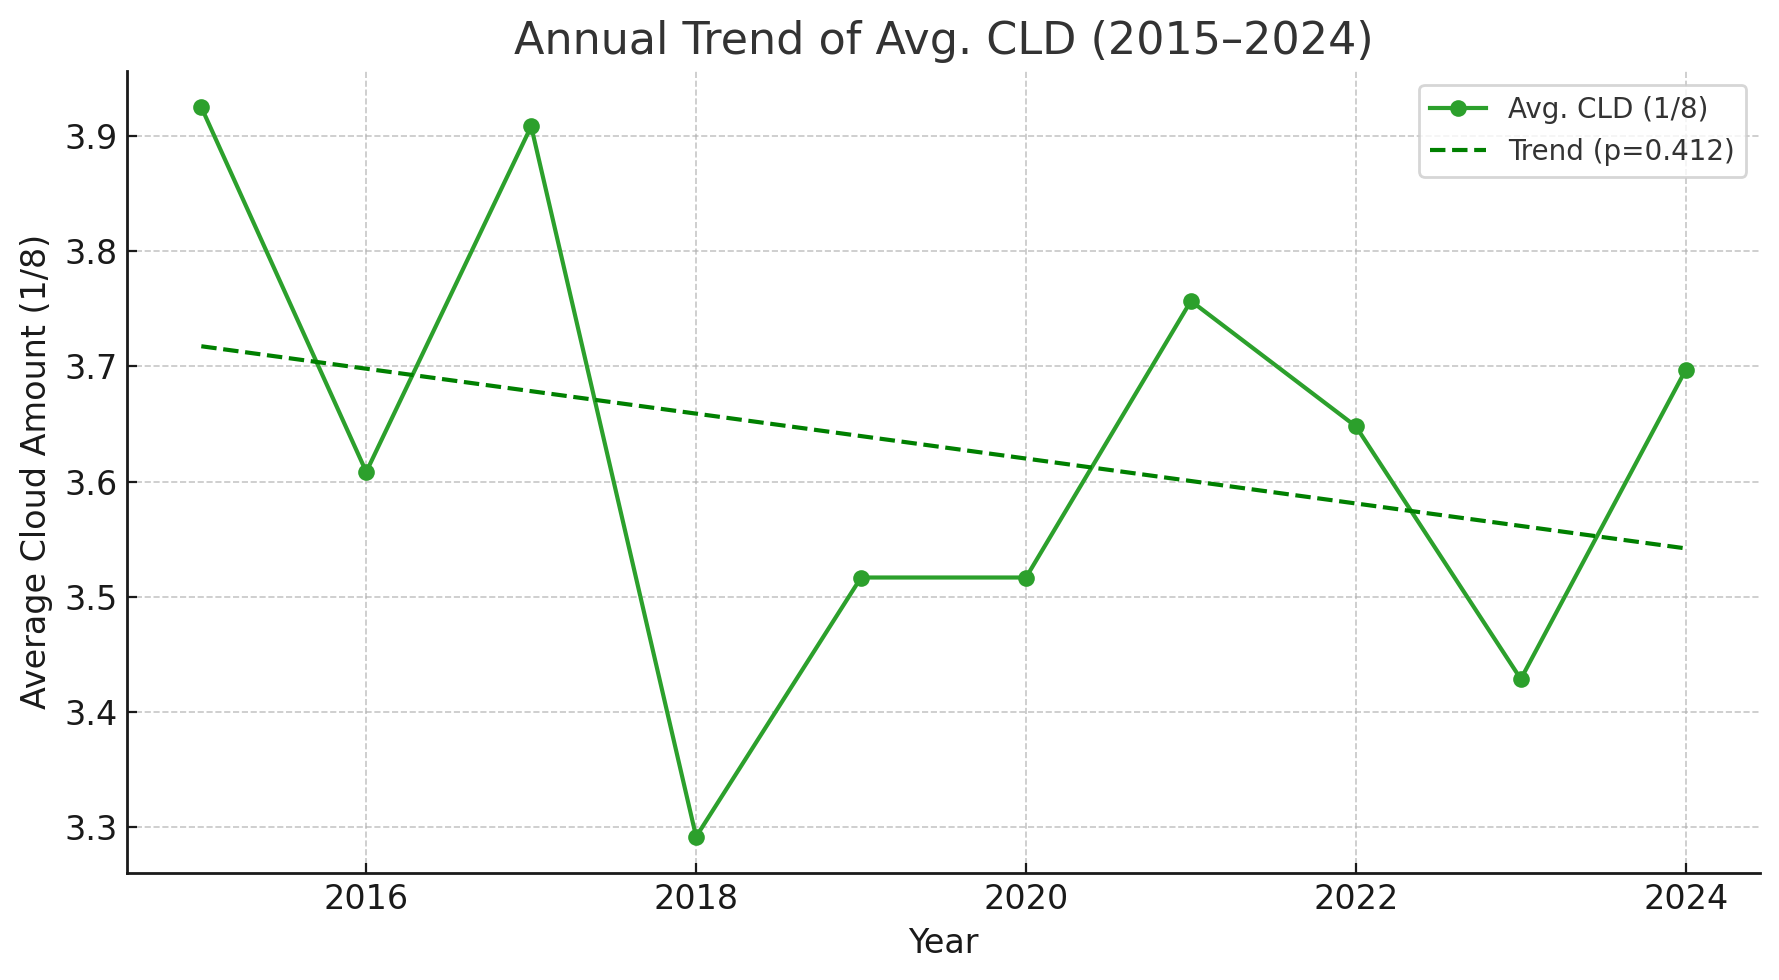 Annual Trend of Avg. CLD (2015–2024)
Avg. CLD (1/8)
Trend (p=0.412)
Average Cloud Amount (1/8)
3.9
3.8
3.7
3.6
3.5
3.4
3.3
2016 2018 2020 2022 2024
Year